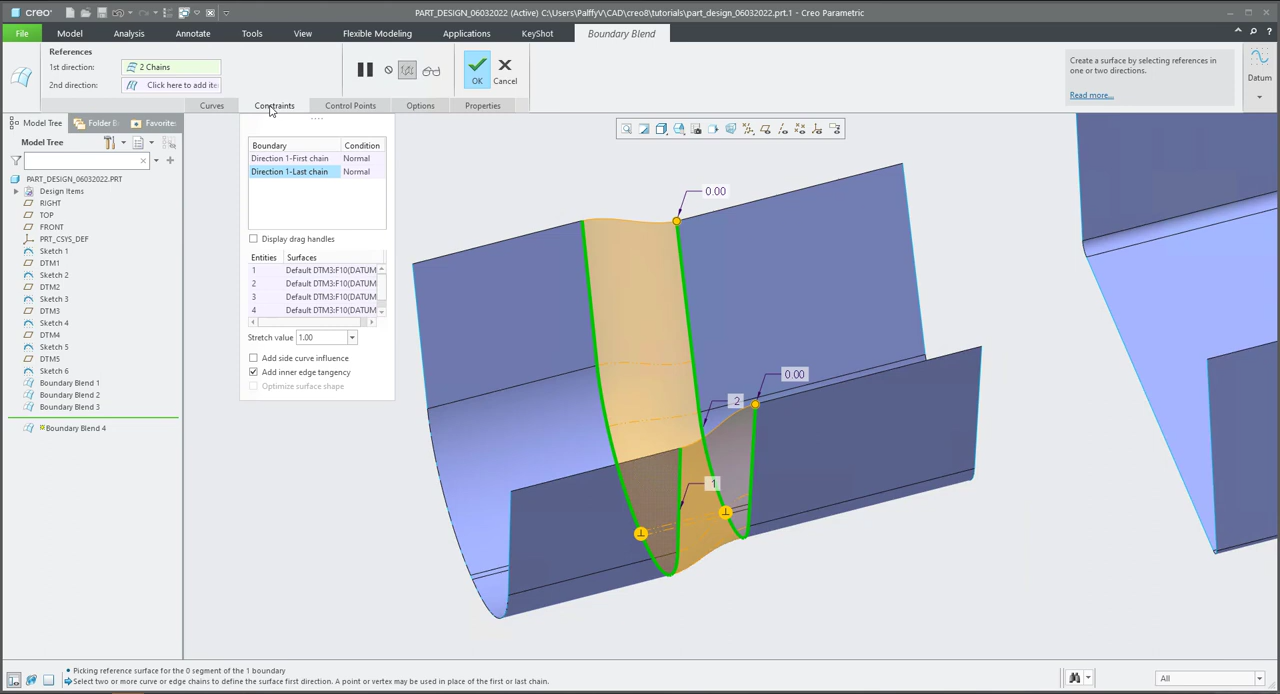 creo
PART_DESIGN_06032022 (Active) C:\Users\PalffyV\CAD\creo8\tutorials\part_design_06032022.prt.1 - Creo Parametric
File
Model
Analysis
Annotate
Tools
View
Flexible Modeling
Applications
KeyShot
Boundary Blend
References
1st direction:
2 Chains
2nd direction:
Click here to add ite
OK
Cancel
Create a surface by selecting references in
one or two directions.
Read more...
Datum
Curves
Constraints
Control Points
Options
Properties
Model Tree
Folder B
Favorite
Model Tree
PART_DESIGN_06032022.PRT
Design Items
RIGHT
TOP
FRONT
PRT_CSYS_DEF
Sketch 1
DTM1
Sketch 2
DTM2
Sketch 3
DTM3
Sketch 4
DTM4
Sketch 5
DTM5
Sketch 6
Boundary Blend 1
Boundary Blend 2
Boundary Blend 3
Boundary Blend 4
Boundary
Condition
Direction 1-First chain
Normal
Direction 1-Last chain
Normal
Display drag handles
Entities
Surfaces
1
Default DTM3:F10(DATUM
2
Default DTM3:F10(DATUM
3
Default DTM3:F10(DATUM
4
Default DTM3:F10(DATUM
Stretch value
1.00
Add side curve influence
Add inner edge tangency
Optimize surface shape
0.00
0.00
2
1
• Picking reference surface for the 0 segment of the 1 boundary
Select two or more curve or edge chains to define the surface first direction. A point or vertex may be used in place of the first or last chain.
All